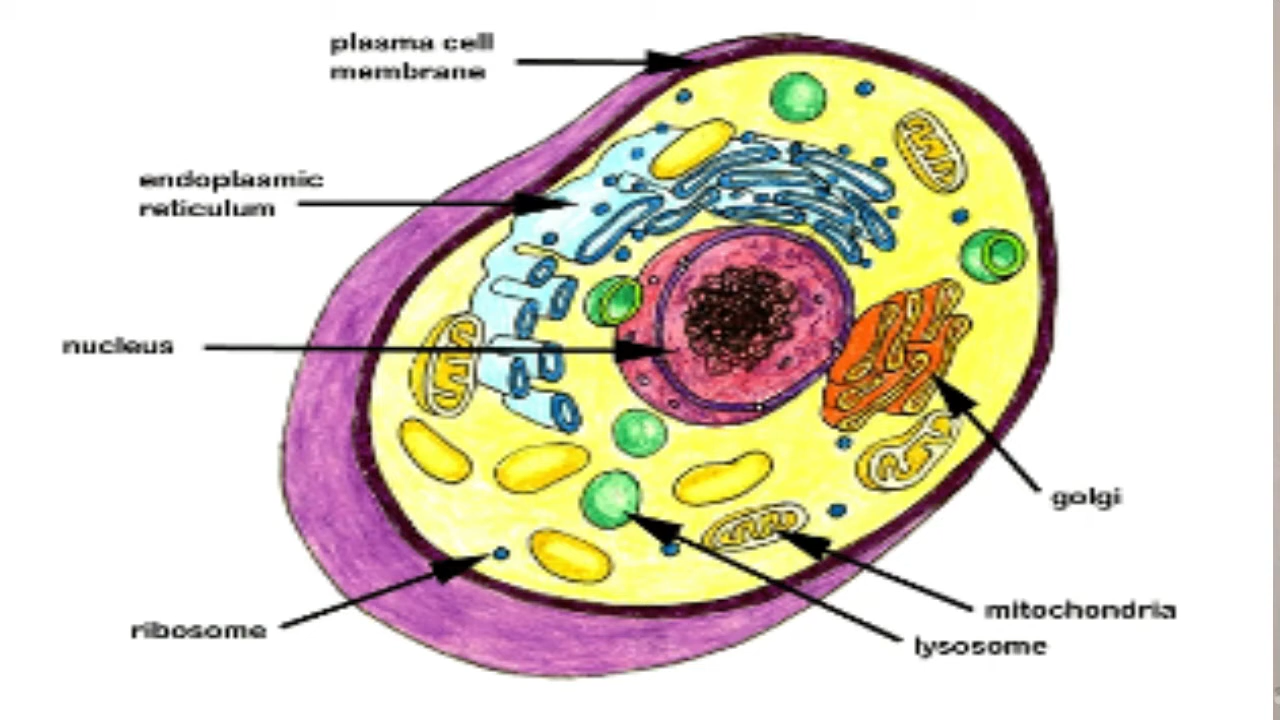 plasma cell
membrane
endoplasmic
reticulum
nucleus
golgi
mitochondria
ribosome
lysosome